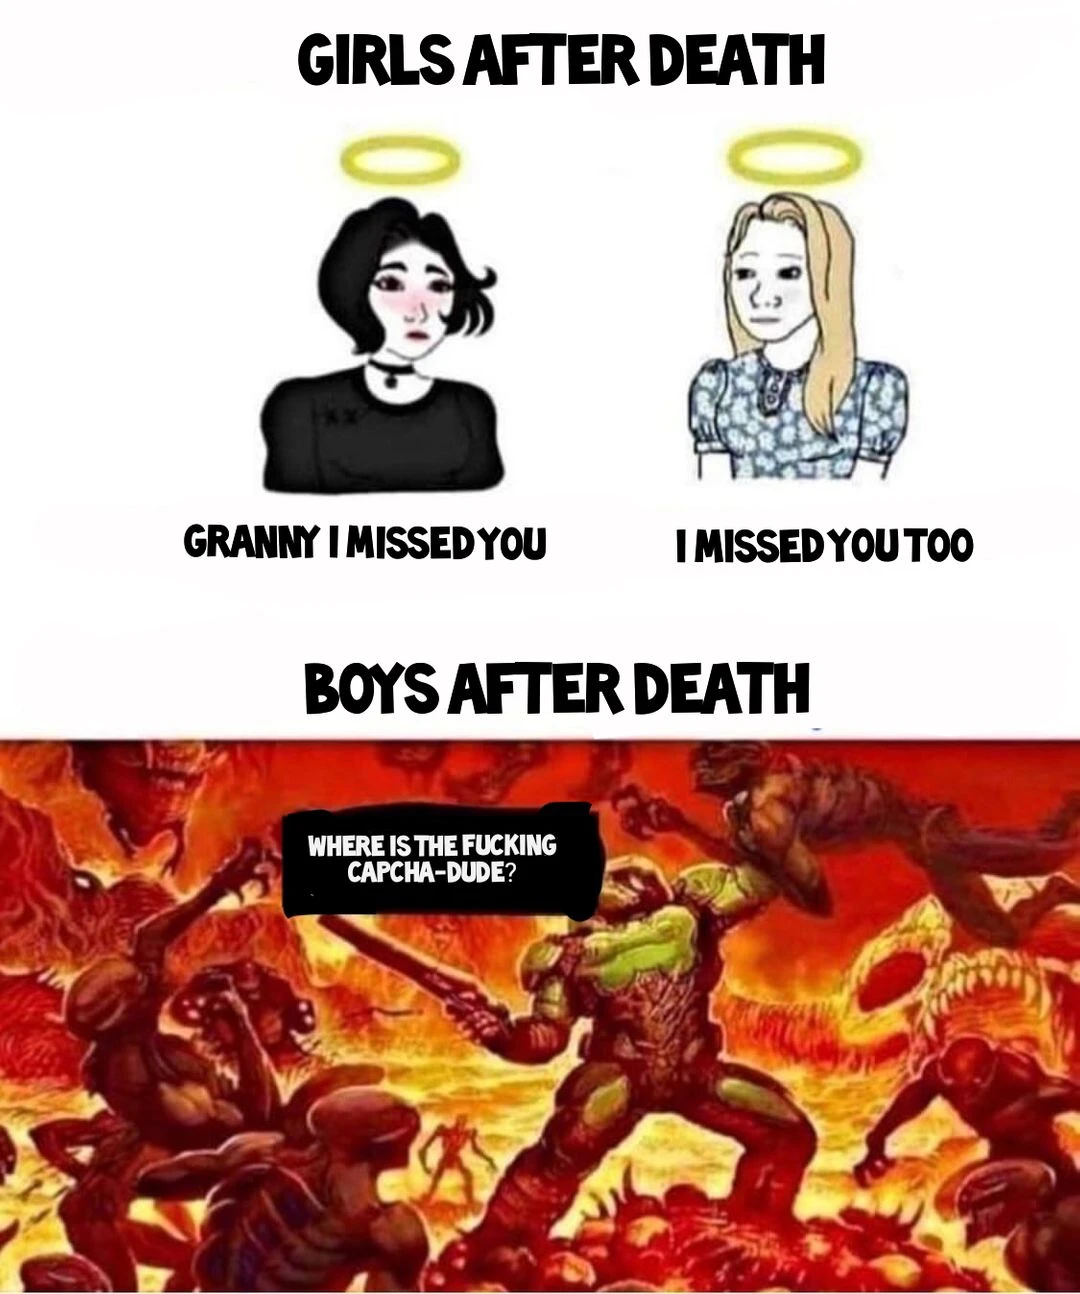 GIRLS AFTER DEATH
GRANNY I MISSED YOU
I MISSED YOU TOO
BOYS AFTER DEATH
WHERE IS THE FUCKING
CAPCHA-DUDE?